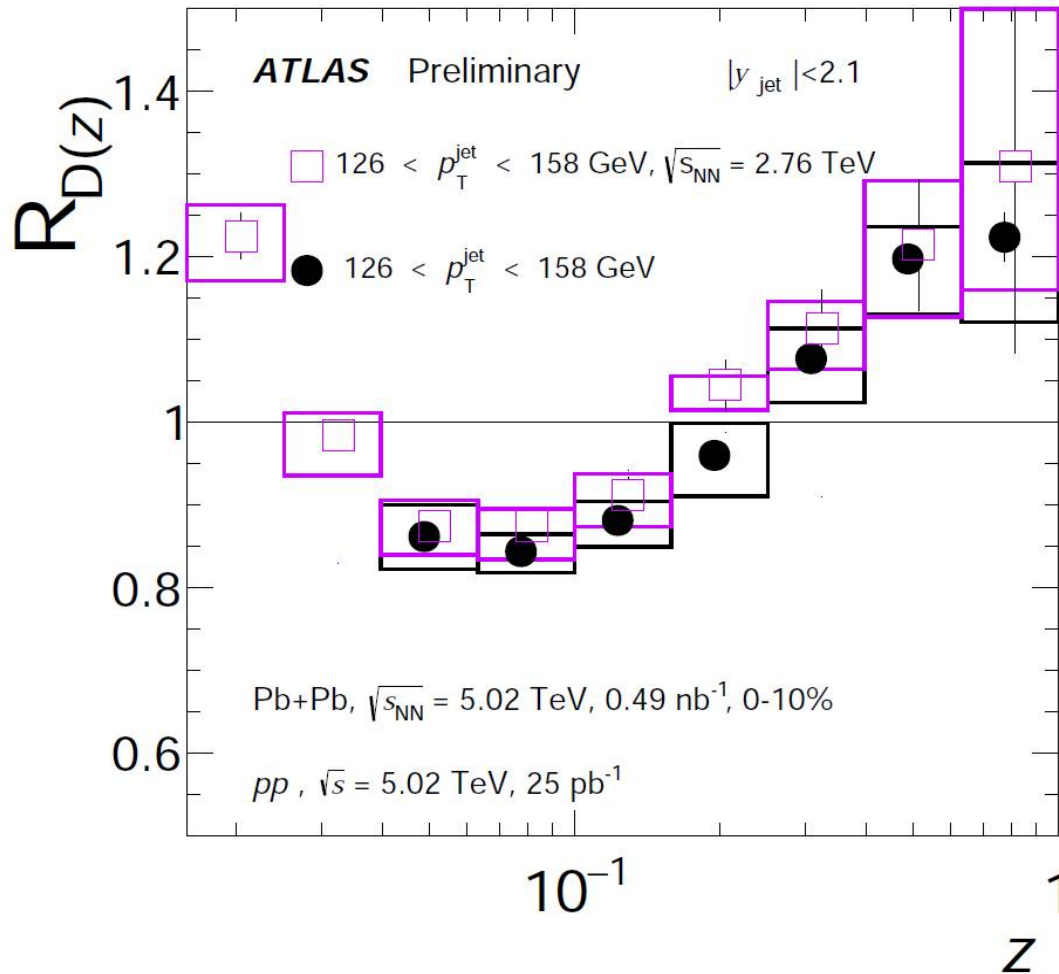 ATLAS Preliminary |y jet |<2.1
126 < p_T^jet < 158 GeV, √s_NN = 2.76 TeV
126 < p_T^jet < 158 GeV
Pb+Pb, √s_NN = 5.02 TeV, 0.49 nb⁻¹, 0-10%
pp , √s = 5.02 TeV, 25 pb⁻¹
R_D(z)
1.4
1.2
1
0.8
0.6
10⁻¹
1
z